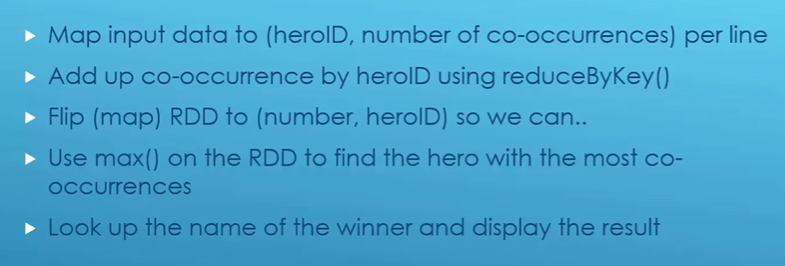 Map input data to (heroID, number of co-occurrences) per line
Add up co-occurrence by heroID using reduceByKey()
Flip (map) RDD to (number, heroID) so we can..
Use max() on the RDD to find the hero with the most co-
occurrences
Look up the name of the winner and display the result